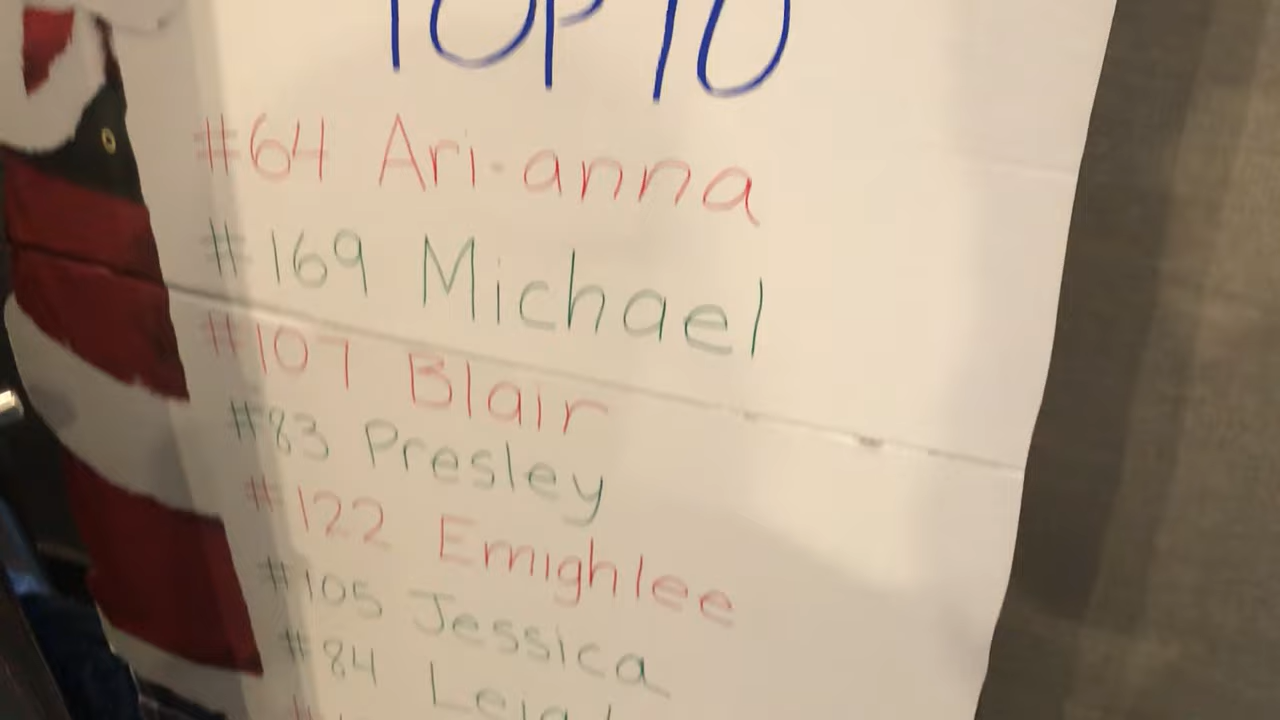 TOP 10
#64 Ari-anna
#169 Michael
#107 Blair
#83 Presley
#122 Emighlee
#105 Jessica
#84